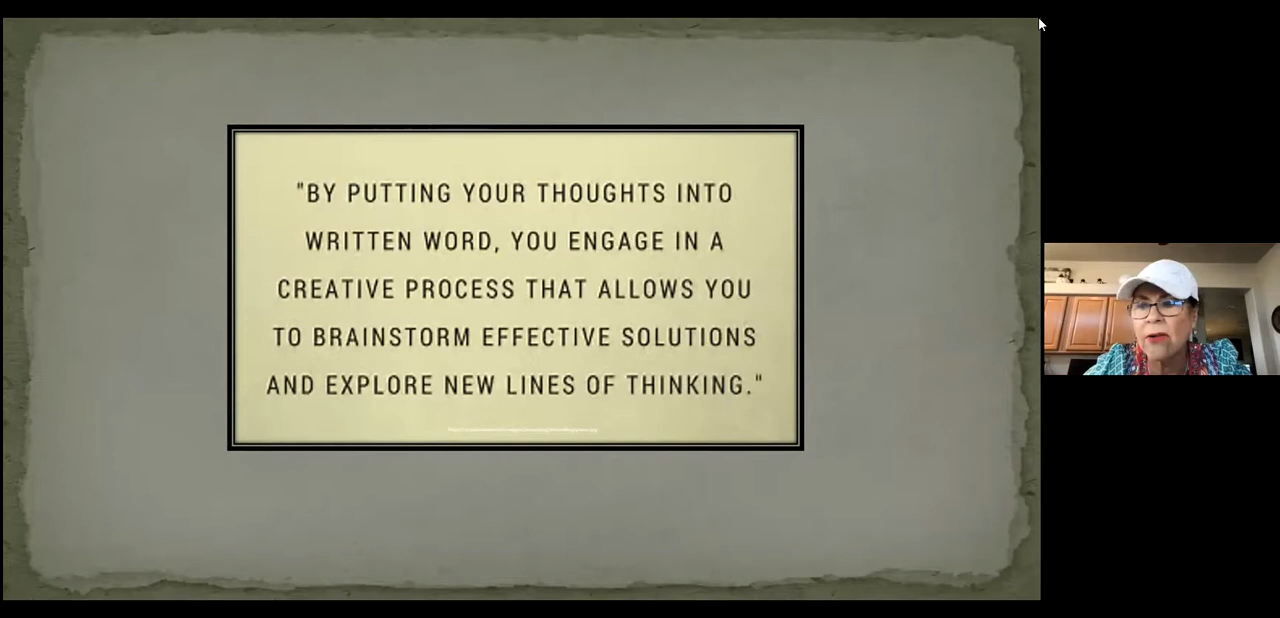 "BY PUTTING YOUR THOUGHTS INTO
WRITTEN WORD, YOU ENGAGE IN A
CREATIVE PROCESS THAT ALLOWS YOU
TO BRAINSTORM EFFECTIVE SOLUTIONS
AND EXPLORE NEW LINES OF THINKING."